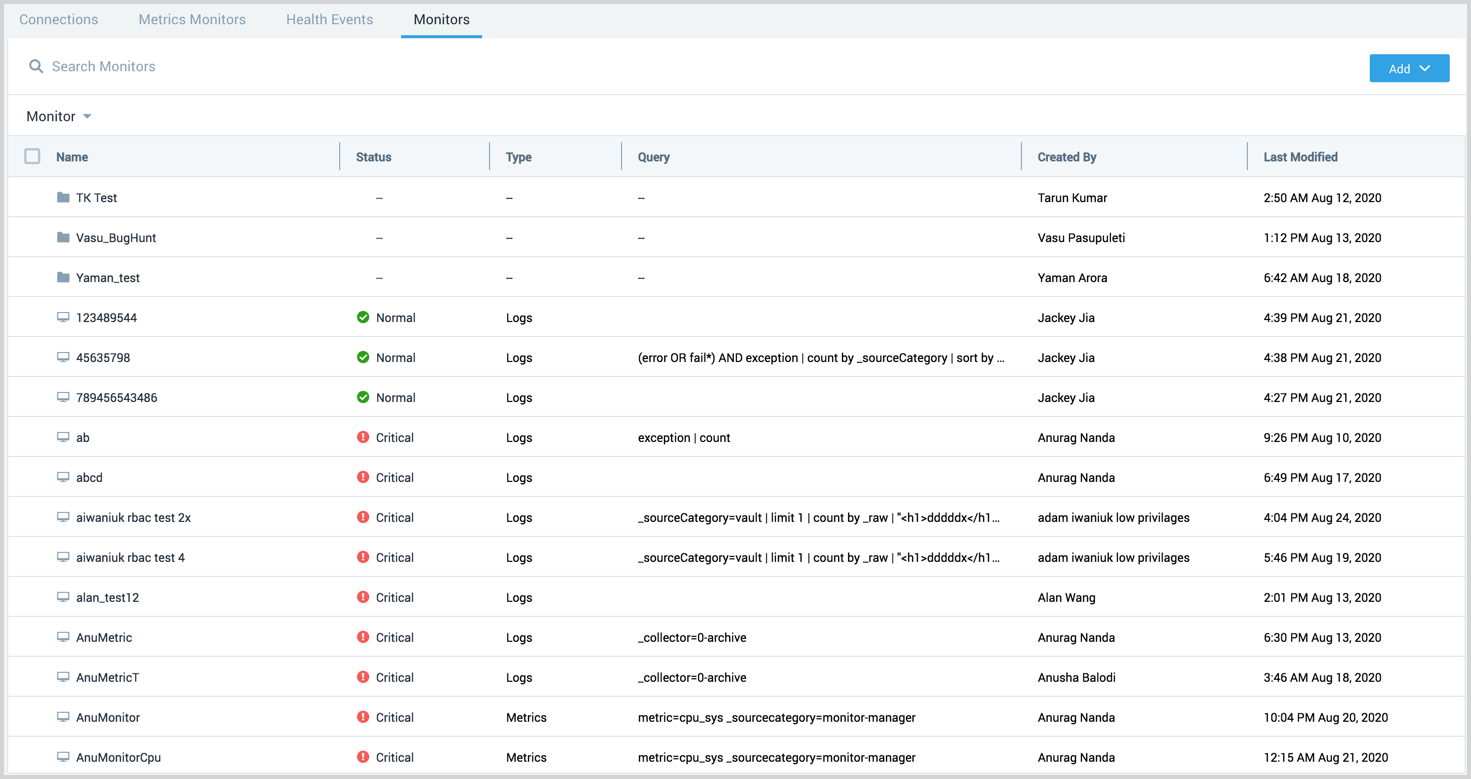 Connections Metrics Monitors Health Events Monitors
Search Monitors Add
Monitor
Name Status Type Query Created By Last Modified
TK Test -- -- -- Tarun Kumar 2:50 AM Aug 12, 2020
Vasu_BugHunt -- -- -- Vasu Pasupuleti 1:12 PM Aug 13, 2020
Yaman_test -- -- -- Yaman Arora 6:42 AM Aug 18, 2020
123489544 Normal Logs Jackey Jia 4:39 PM Aug 21, 2020
45635798 Normal Logs (error OR fail*) AND exception | count by _sourceCategory | sort by ... Jackey Jia 4:38 PM Aug 21, 2020
789456543486 Normal Logs Jackey Jia 4:27 PM Aug 21, 2020
ab Critical Logs exception | count Anurag Nanda 9:26 PM Aug 10, 2020
abcd Critical Logs Anurag Nanda 6:49 PM Aug 17, 2020
aiwaniuk rbac test 2x Critical Logs _sourceCategory=vault | limit 1 | count by _raw | "<h1>dddddx</h1... adam iwaniuk low privilages 4:04 PM Aug 24, 2020
aiwaniuk rbac test 4 Critical Logs _sourceCategory=vault | limit 1 | count by _raw | "<h1>dddddx</h1... adam iwaniuk low privilages 5:46 PM Aug 19, 2020
alan_test12 Critical Logs Alan Wang 2:01 PM Aug 13, 2020
AnuMetric Critical Logs _collector=0-archive Anurag Nanda 6:30 PM Aug 13, 2020
AnuMetricT Critical Logs _collector=0-archive Anusha Balodi 3:46 AM Aug 18, 2020
AnuMonitor Critical Metrics metric=cpu_sys _sourcecategory=monitor-manager Anurag Nanda 10:04 PM Aug 20, 2020
AnuMonitorCpu Critical Metrics metric=cpu_sys _sourcecategory=monitor-manager Anurag Nanda 12:15 AM Aug 21, 2020